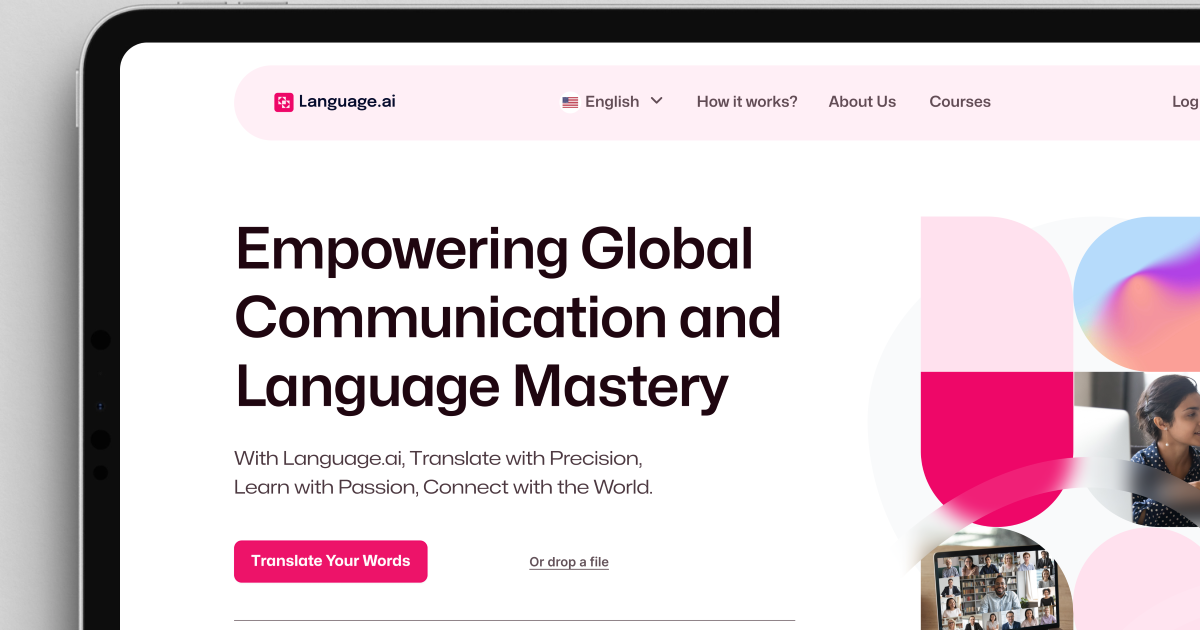 Language.ai
English
How it works?
About Us
Courses
Log
Empowering Global
Communication and
Language Mastery
With Language.ai, Translate with Precision,
Learn with Passion, Connect with the World.
Translate Your Words
Or drop a file